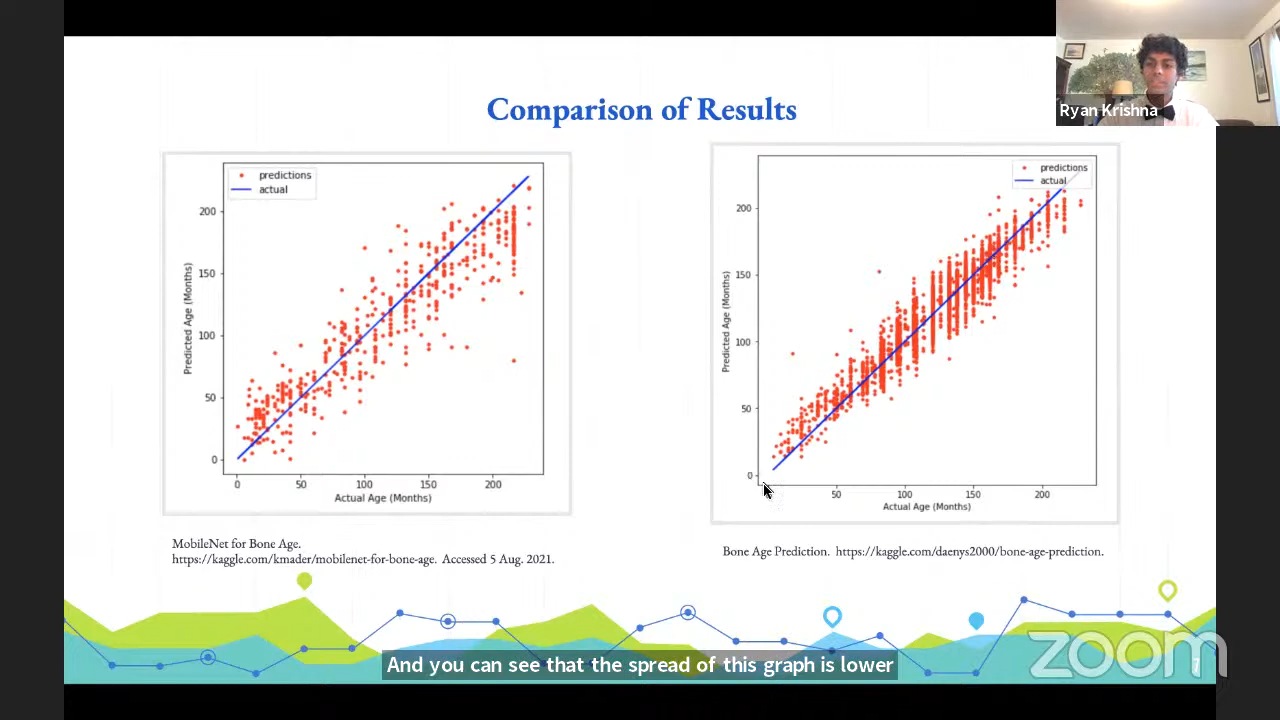 Ryan Krishna
Comparison of Results
predictions
actual
200
150
100
50
0
Predicted Age (Months)
0 50 100 150 200
Actual Age (Months)
predictions
actual
200
150
100
50
0
Predicted Age (Months)
50 100 150 200
Actual Age (Months)
MobileNet for Bone Age.
https://kaggle.com/kmader/mobilenet-for-bone-age. Accessed 5 Aug. 2021.
Bone Age Prediction. https://kaggle.com/daenys2000/bone-age-prediction.
And you can see that the spread of this graph is lower
zoom
7